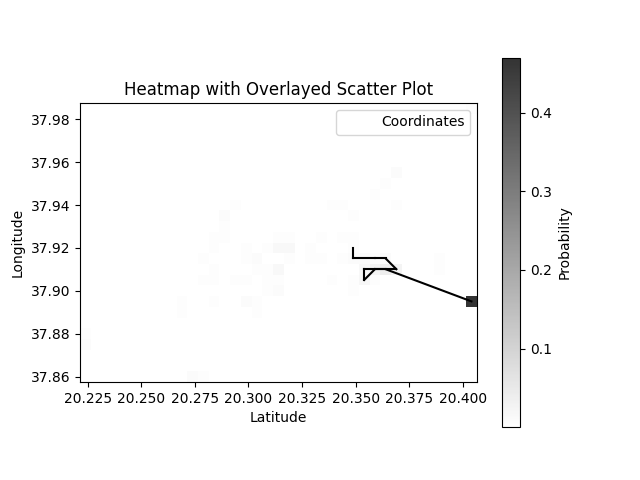 Heatmap with Overlayed Scatter Plot
Coordinates
37.98
37.96
37.94
37.92
37.90
37.88
37.86
Longitude
20.225 20.250 20.275 20.300 20.325 20.350 20.375 20.400
Latitude
0.4
0.3
0.2
0.1
Probability